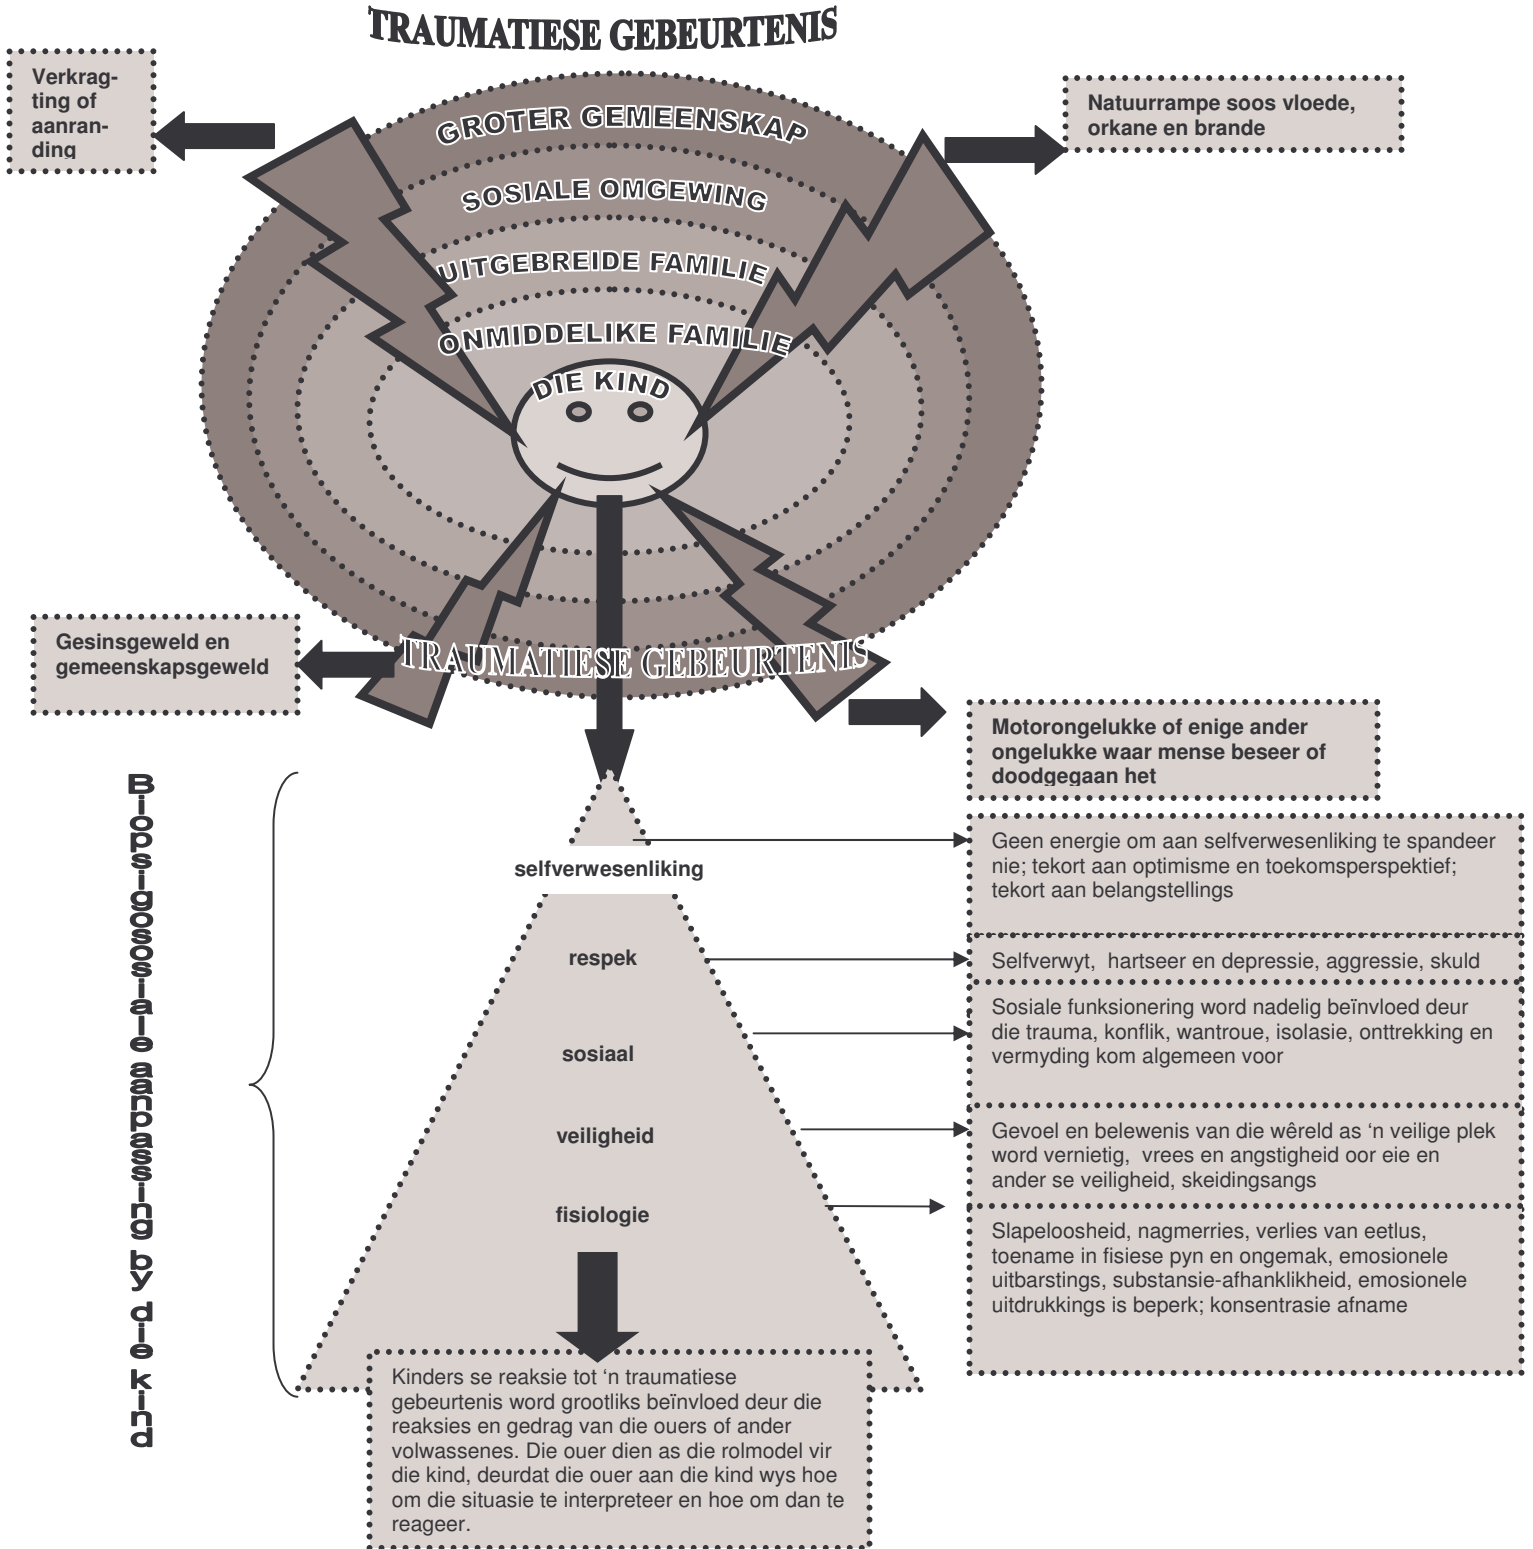 TRAUMATIESE GEBEURTENIS
Verkrag-
ting of
aanran-
ding
Natuurrampe soos vloede,
orkane en brande
GROTER GEMEENSKAP
SOSIALE OMGEWING
UITGEBREIDE FAMILIE
ONMIDDELIKE FAMILIE
DIE KIND
Gesinsgeweld en
gemeenskapsgeweld
TRAUMATIESE GEBEURTENIS
Motorongelukke of enige ander
ongelukke waar mense beseer of
doodgegaan het
Biopsigososiale aanpassing by die kind
selfverwesenliking
Geen energie om aan selfverwesenliking te spandeer
nie; tekort aan optimisme en toekomsperspektief;
tekort aan belangstellings
respek
Selfverwyt, hartseer en depressie, aggressie, skuld
sosiaal
Sosiale funksionering word nadelig beïnvloed deur
die trauma, konflik, wantroue, isolasie, onttrekking en
vermyding kom algemeen voor
veiligheid
Gevoel en belewenis van die wêreld as ‘n veilige plek
word vernietig, vrees en angstigheid oor eie en
ander se veiligheid, skeidingsangs
fisiologie
Slapeloosheid, nagmerries, verlies van eetlus,
toename in fisiese pyn en ongemak, emosionele
uitbarstings, substansie-afhanklikheid, emosionele
uitdrukkings is beperk; konsentrasie afname
Kinders se reaksie tot ‘n traumatiese
gebeurtenis word grootliks beïnvloed deur die
reaksies en gedrag van die ouers of ander
volwassenes. Die ouer dien as die rolmodel vir
die kind, deurdat die ouer aan die kind wys hoe
om die situasie te interpreteer en hoe om dan te
reageer.